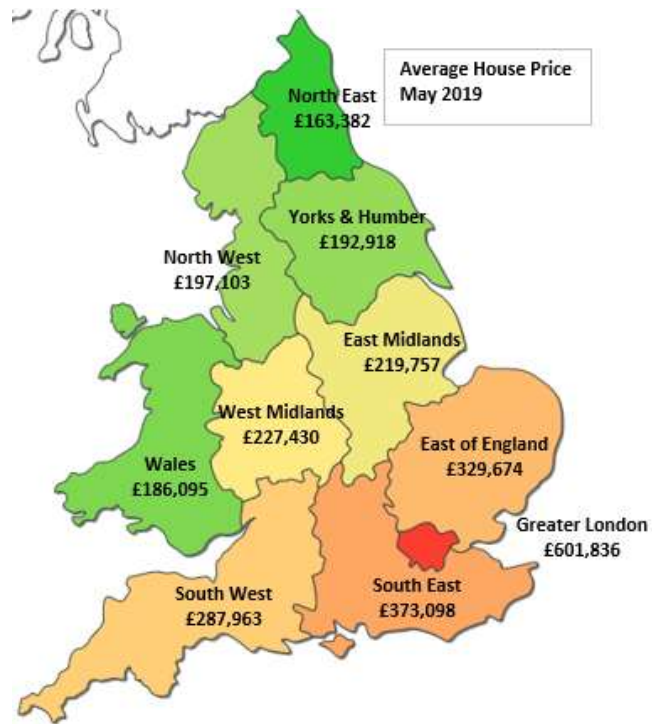 Average House Price
May 2019
North East
£163,382
Yorks & Humber
£192,918
North West
£197,103
East Midlands
£219,757
West Midlands
£227,430
East of England
£329,674
Wales
£186,095
Greater London
£601,836
South West
£287,963
South East
£373,098